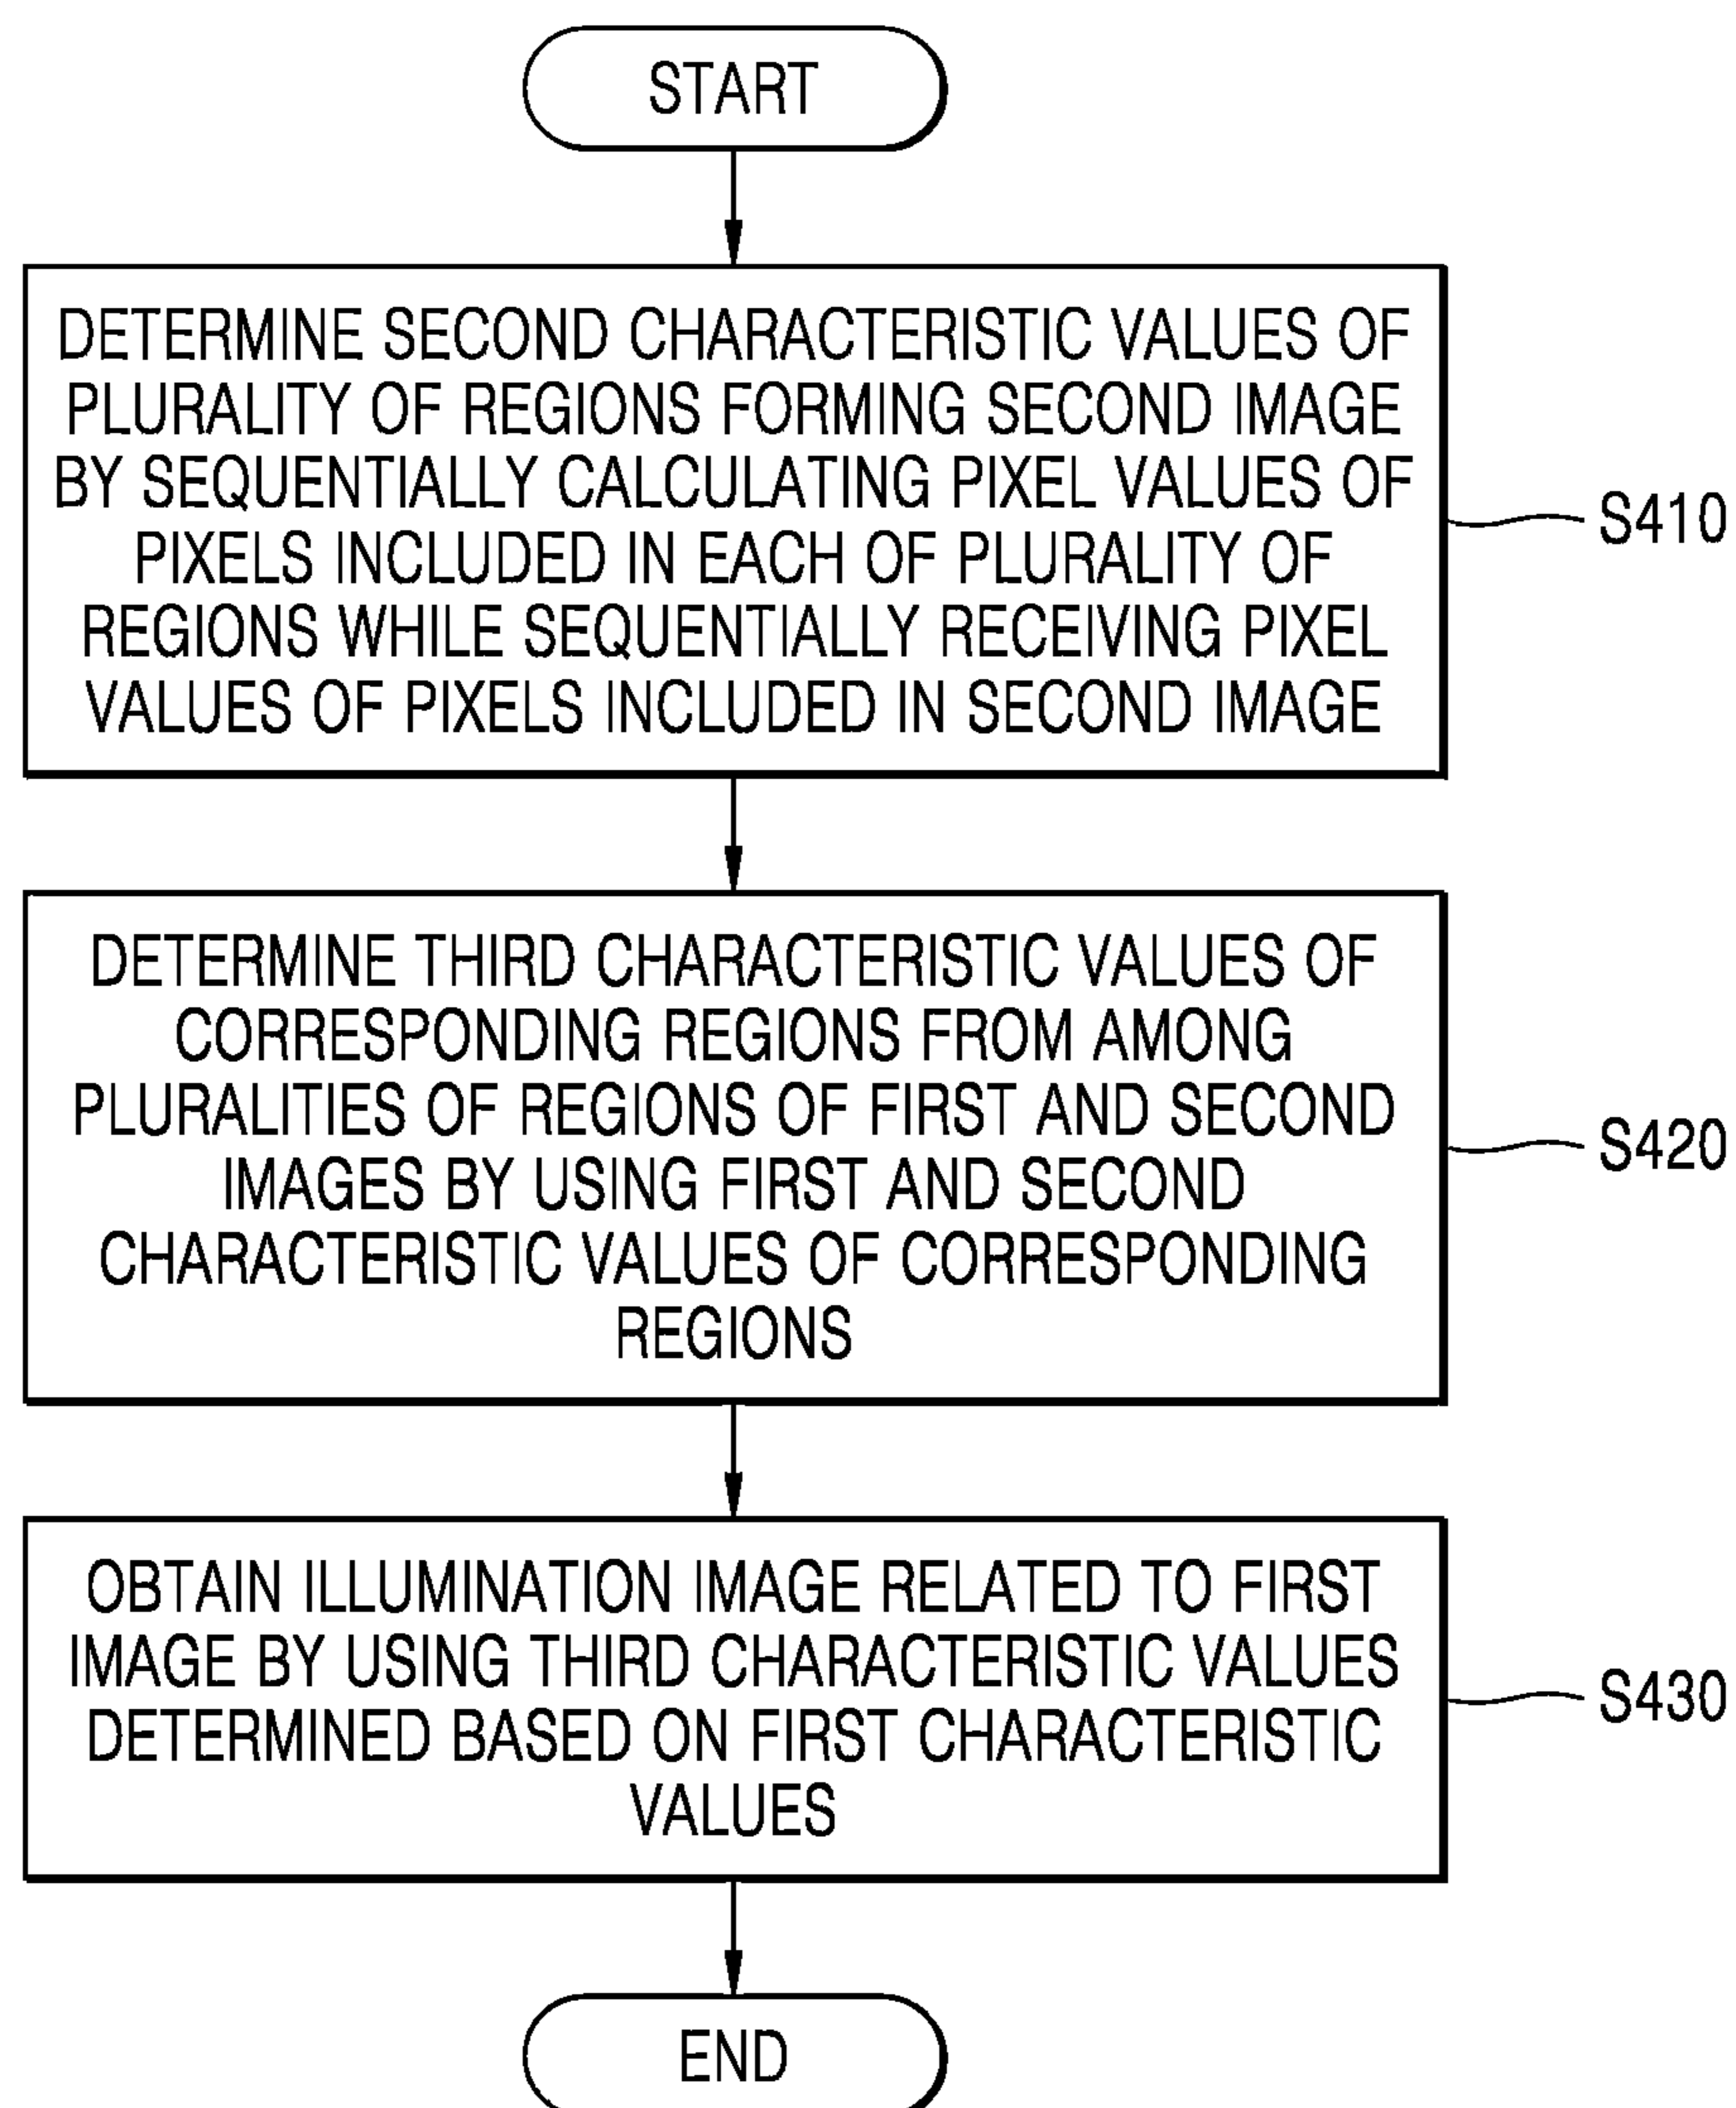 START
DETERMINE SECOND CHARACTERISTIC VALUES OF
PLURALITY OF REGIONS FORMING SECOND IMAGE
BY SEQUENTIALLY CALCULATING PIXEL VALUES OF
PIXELS INCLUDED IN EACH OF PLURALITY OF
REGIONS WHILE SEQUENTIALLY RECEIVING PIXEL
VALUES OF PIXELS INCLUDED IN SECOND IMAGE
S410
DETERMINE THIRD CHARACTERISTIC VALUES OF
CORRESPONDING REGIONS FROM AMONG
PLURALITIES OF REGIONS OF FIRST AND SECOND
IMAGES BY USING FIRST AND SECOND
CHARACTERISTIC VALUES OF CORRESPONDING
REGIONS
S420
OBTAIN ILLUMINATION IMAGE RELATED TO FIRST
IMAGE BY USING THIRD CHARACTERISTIC VALUES
DETERMINED BASED ON FIRST CHARACTERISTIC
VALUES
S430
END